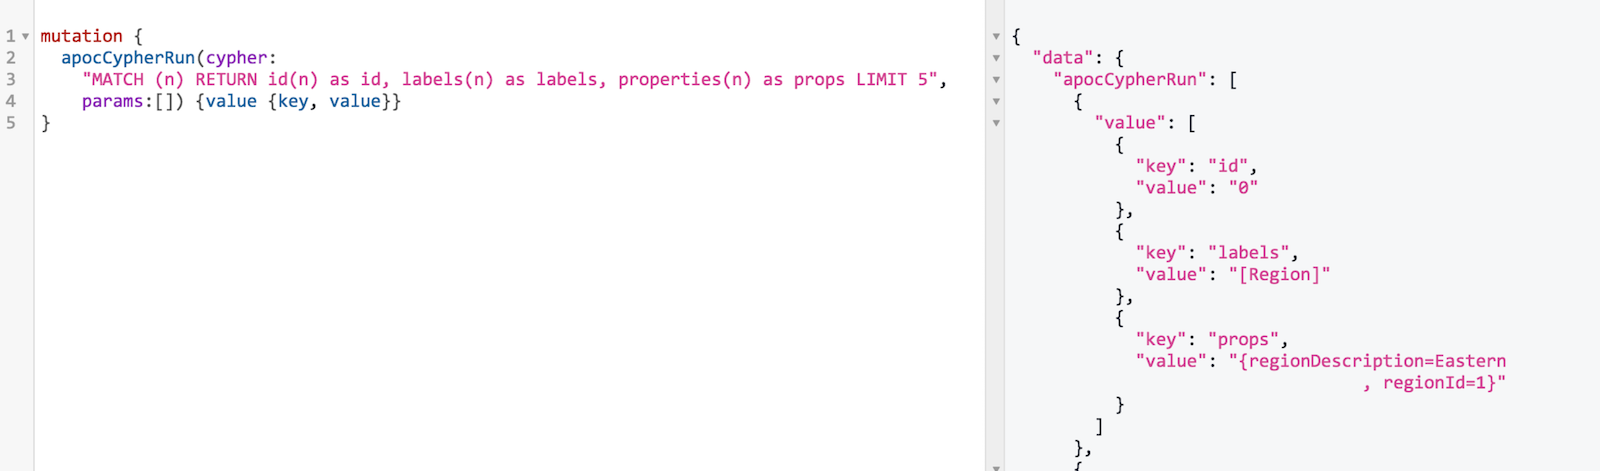 1 mutation {
2 apocCypherRun(cypher:
3 "MATCH (n) RETURN id(n) as id, labels(n) as labels, properties(n) as props LIMIT 5",
4 params:[]) {value {key, value}}
5 }
{
"data": {
"apocCypherRun": [
{
"value": [
{
"key": "id",
"value": "0"
},
{
"key": "labels",
"value": "[Region]"
},
{
"key": "props",
"value": "{regionDescription=Eastern
, regionId=1}"
}
]
},
{